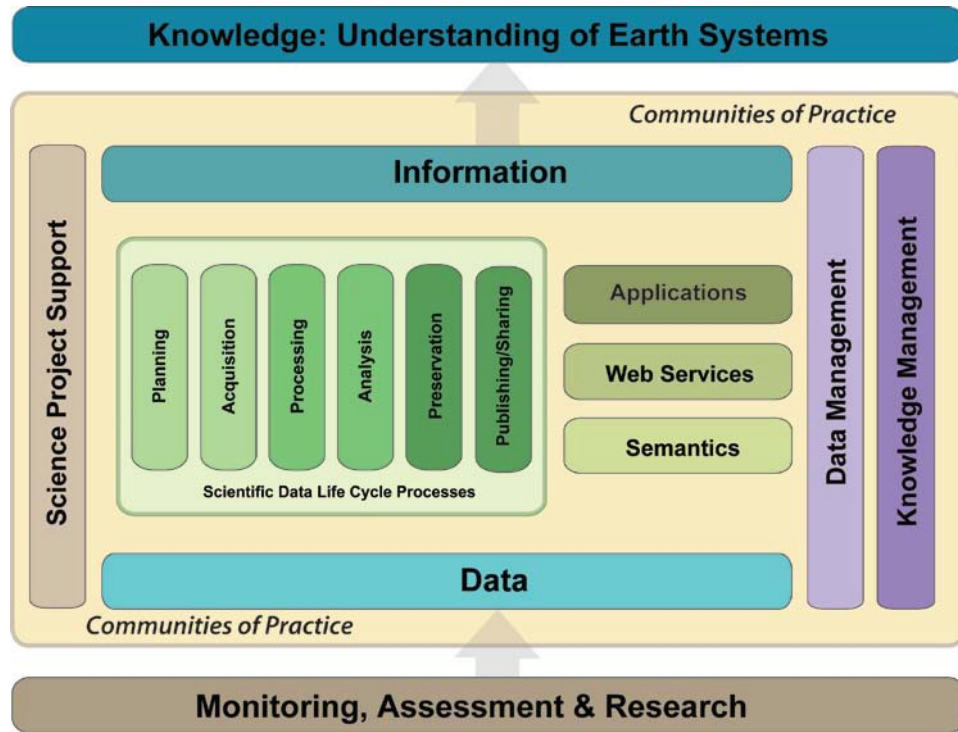 Knowledge: Understanding of Earth Systems
Communities of Practice
Science Project Support
Information
Planning
Acquisition
Processing
Analysis
Preservation
Publishing/Sharing
Scientific Data Life Cycle Processes
Applications
Web Services
Semantics
Data Management
Knowledge Management
Data
Communities of Practice
Monitoring, Assessment & Research